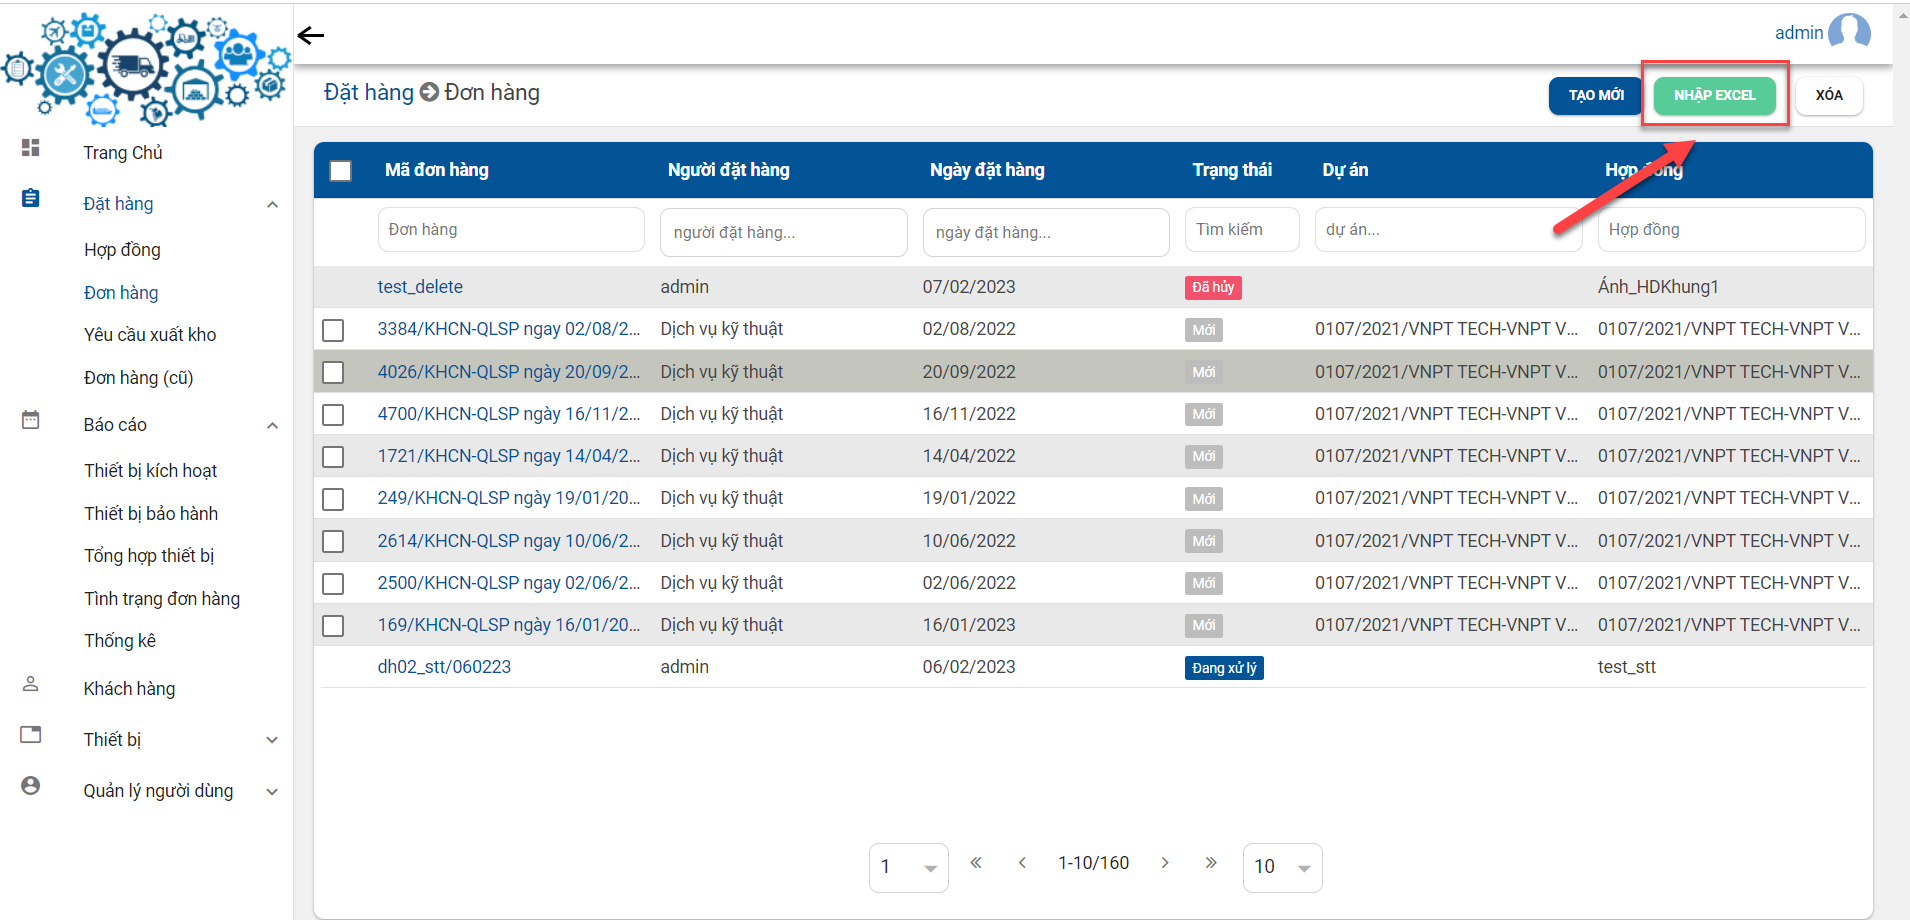 admin
Đặt hàng Đơn hàng
TẠO MỚI
NHẬP EXCEL
XÓA
Trang Chủ
Đặt hàng
Hợp đồng
Đơn hàng
Yêu cầu xuất kho
Đơn hàng (cũ)
Báo cáo
Thiết bị kích hoạt
Thiết bị bảo hành
Tổng hợp thiết bị
Tình trạng đơn hàng
Thống kê
Khách hàng
Thiết bị
Quản lý người dùng
Mã đơn hàng Người đặt hàng Ngày đặt hàng Trạng thái Dự án Hợp đồng
Đơn hàng người đặt hàng... ngày đặt hàng... Tìm kiếm dự án... Hợp đồng
test_delete admin 07/02/2023 Đã hủy Ánh_HDKhung1
3384/KHCN-QLSP ngay 02/08/2... Dịch vụ kỹ thuật 02/08/2022 Mới 0107/2021/VNPT TECH-VNPT V... 0107/2021/VNPT TECH-VNPT V...
4026/KHCN-QLSP ngày 20/09/2... Dịch vụ kỹ thuật 20/09/2022 Mới 0107/2021/VNPT TECH-VNPT V... 0107/2021/VNPT TECH-VNPT V...
4700/KHCN-QLSP ngày 16/11/2... Dịch vụ kỹ thuật 16/11/2022 Mới 0107/2021/VNPT TECH-VNPT V... 0107/2021/VNPT TECH-VNPT V...
1721/KHCN-QLSP ngay 14/04/2... Dịch vụ kỹ thuật 14/04/2022 Mới 0107/2021/VNPT TECH-VNPT V... 0107/2021/VNPT TECH-VNPT V...
249/KHCN-QLSP ngày 19/01/20... Dịch vụ kỹ thuật 19/01/2022 Mới 0107/2021/VNPT TECH-VNPT V... 0107/2021/VNPT TECH-VNPT V...
2614/KHCN-QLSP ngay 10/06/2... Dịch vụ kỹ thuật 10/06/2022 Mới 0107/2021/VNPT TECH-VNPT V... 0107/2021/VNPT TECH-VNPT V...
2500/KHCN-QLSP ngay 02/06/2... Dịch vụ kỹ thuật 02/06/2022 Mới 0107/2021/VNPT TECH-VNPT V... 0107/2021/VNPT TECH-VNPT V...
169/KHCN-QLSP ngày 16/01/20... Dịch vụ kỹ thuật 16/01/2023 Mới 0107/2021/VNPT TECH-VNPT V... 0107/2021/VNPT TECH-VNPT V...
dh02_stt/060223 admin 06/02/2023 Đang xử lý test_stt
1 1-10/160 10